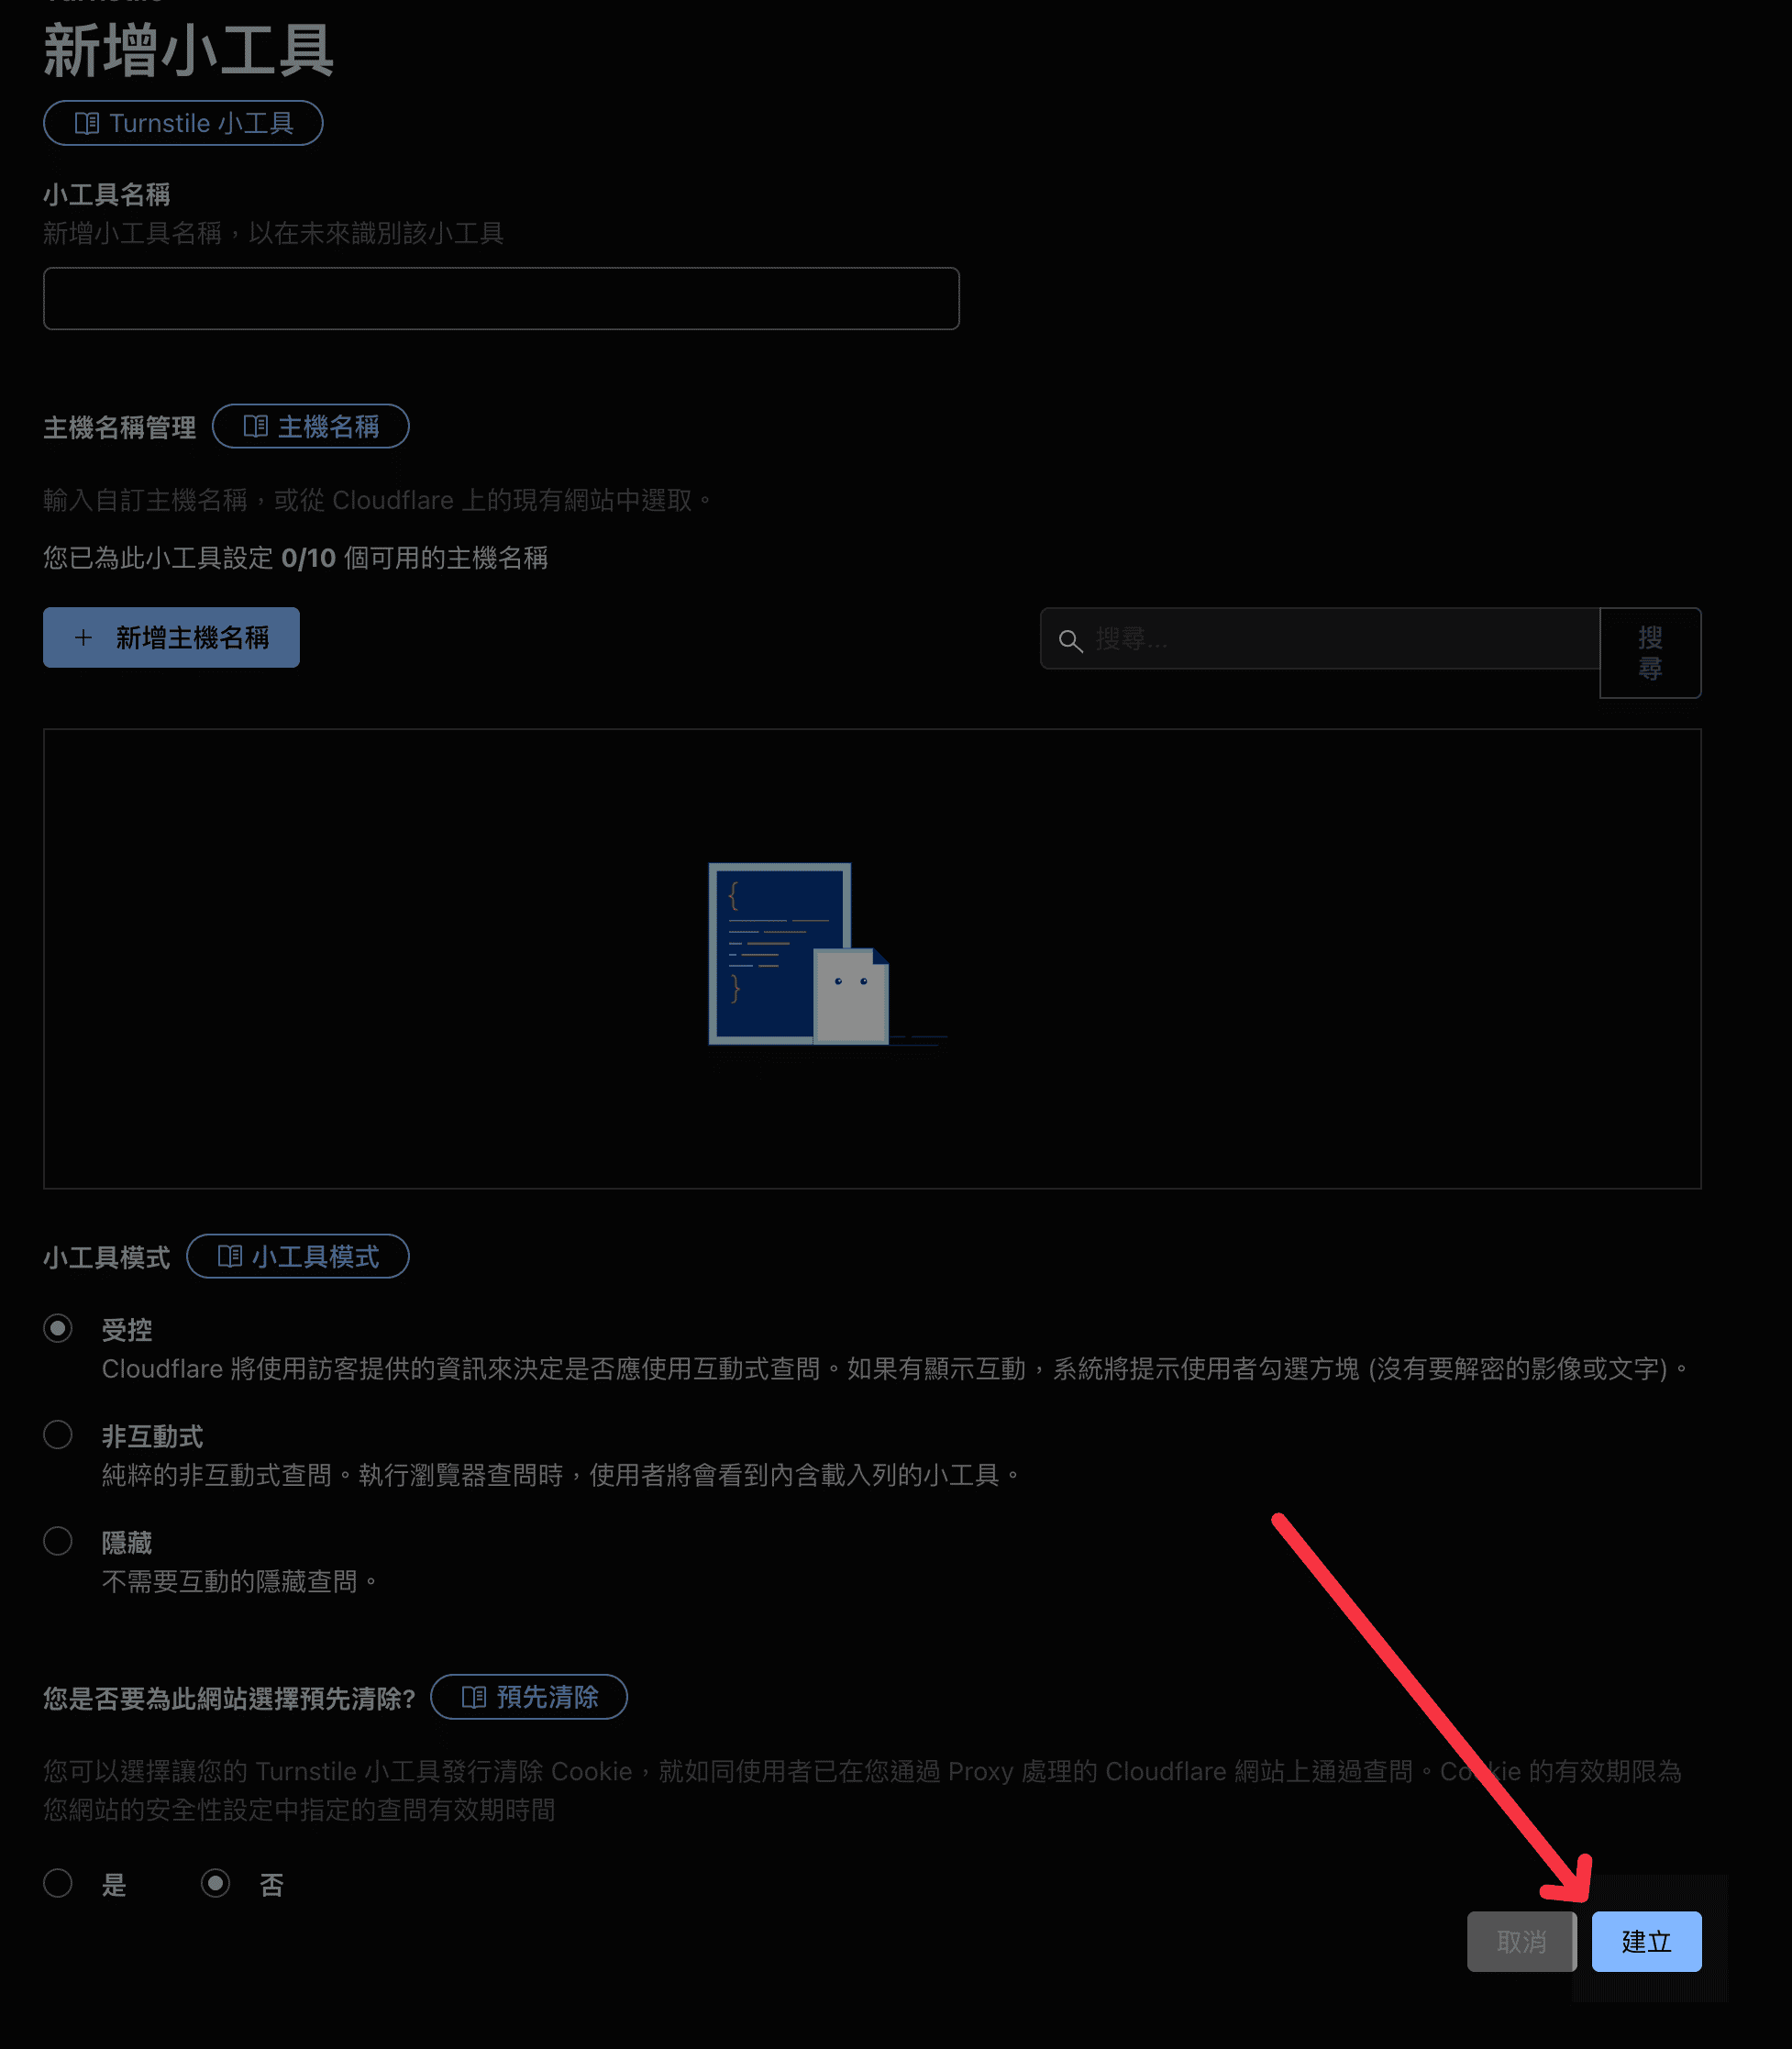 新增小工具
Turnstile 小工具
小工具名稱
新增小工具名稱，以在未來識別該小工具
主機名稱管理
主機名稱
輸入自訂主機名稱，或從 Cloudflare 上的現有網站中選取。
您已為此小工具設定 0/10 個可用的主機名稱
+ 新增主機名稱
搜尋...
搜
尋
小工具模式
小工具模式
受控
Cloudflare 將使用訪客提供的資訊來決定是否應使用互動式查問。如果有顯示互動，系統將提示使用者勾選方塊 (沒有要解密的影像或文字)。
非互動式
純粹的非互動式查問。執行瀏覽器查問時，使用者將會看到內含載入列的小工具。
隱藏
不需要互動的隱藏查問。
您是否要為此網站選擇預先清除?
預先清除
您可以選擇讓您的 Turnstile 小工具發行清除 Cookie，就如同使用者已在您通過 Proxy 處理的 Cloudflare 網站上通過查問。Cookie 的有效期限為
您網站的安全性設定中指定的查問有效期時間
是
否
取消
建立